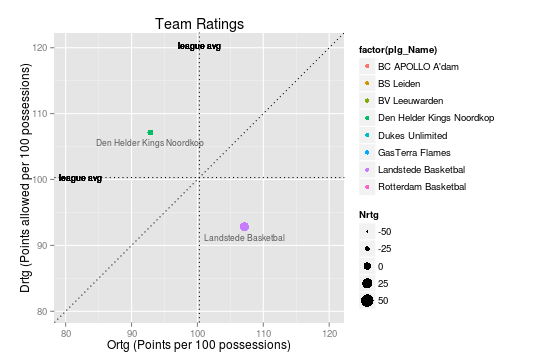 Team Ratings
120
110
100
90
80
Drtg (Points allowed per 100 possessions)
league avg
Den Helder Kings Noordkop
league avg
Landstede Basketbal
80
90
100
110
120
Ortg (Points per 100 possessions)
factor(plg_Name)
BC APOLLO A'dam
BS Leiden
BV Leeuwarden
Den Helder Kings Noordkop
Dukes Unlimited
GasTerra Flames
Landstede Basketbal
Rotterdam Basketbal
Nrtg
-50
-25
0
25
50